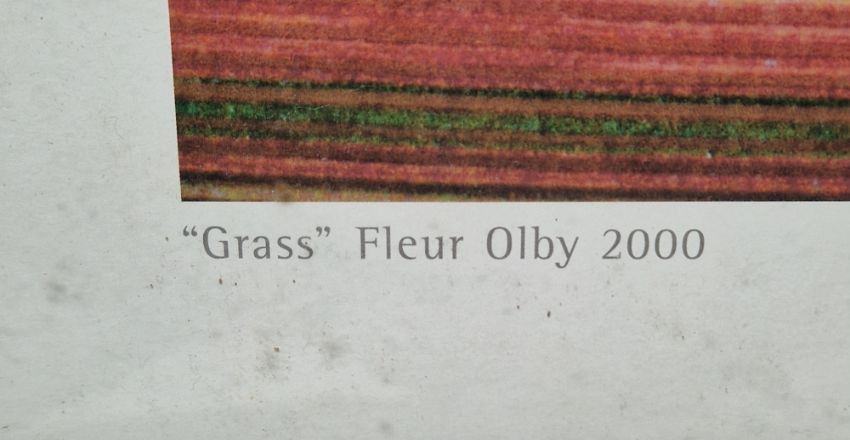 “Grass” Fleur Olby 2000